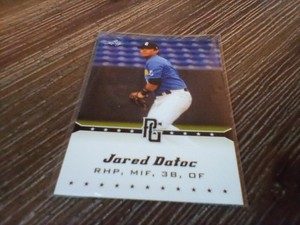 PG
Jared Datoc
RHP, MIF, 3B, OF